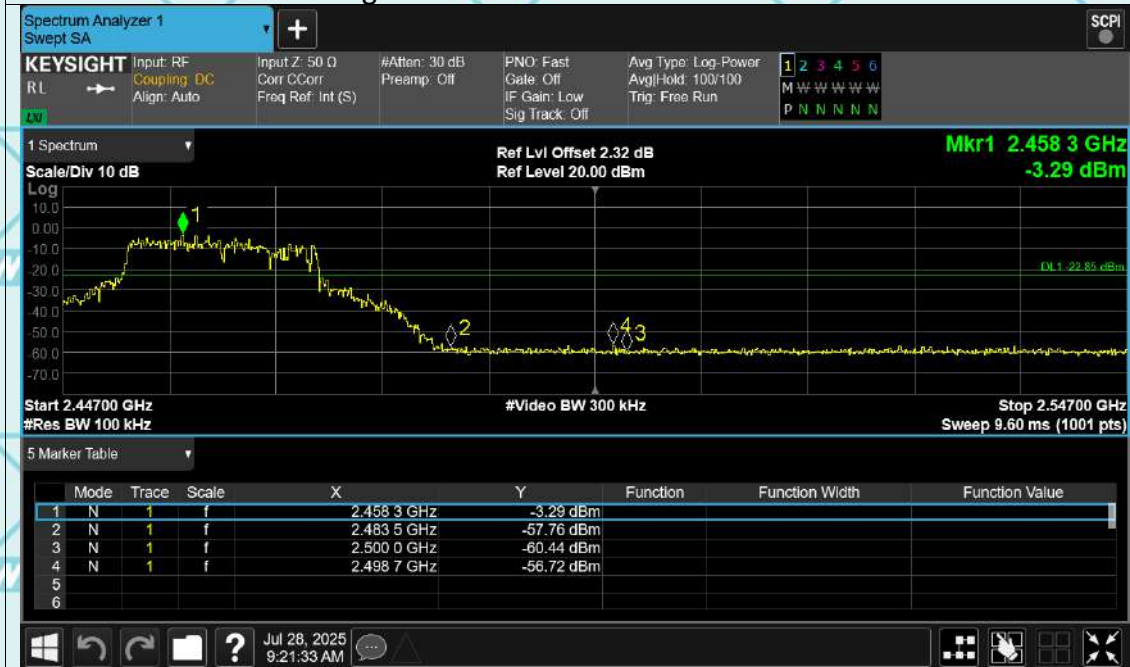 Spectrum Analyzer 1
Swept SA
+
SCPI
KEYSIGHT
RL
LXI
Input: RF
Coupling: DC
Align: Auto
Input Z: 50 Ω
Corr CCorr
Freq Ref: Int (S)
#Atten: 30 dB
Preamp: Off
PNO: Fast
Gate: Off
IF Gain: Low
Sig Track: Off
Avg Type: Log-Power
Avg|Hold: 100/100
Trig: Free Run
1 2 3 4 5 6
M W W W W W
P N N N N N
1 Spectrum
Scale/Div 10 dB
Ref Lvl Offset 2.32 dB
Ref Level 20.00 dBm
Mkr1 2.458 3 GHz
-3.29 dBm
Log
10.0
0.00
-10.0
-20.0
-30.0
-40.0
-50.0
-60.0
-70.0
1
2
4
3
DL1 -22.85 dBm
Start 2.44700 GHz
#Res BW 100 kHz
#Video BW 300 kHz
Stop 2.54700 GHz
Sweep 9.60 ms (1001 pts)
5 Marker Table
Mode Trace Scale X Y Function Function Width Function Value
1 N 1 f 2.458 3 GHz -3.29 dBm
2 N 1 f 2.483 5 GHz -57.76 dBm
3 N 1 f 2.500 0 GHz -60.44 dBm
4 N 1 f 2.498 7 GHz -56.72 dBm
5
6
?
Jul 28, 2025
9:21:33 AM